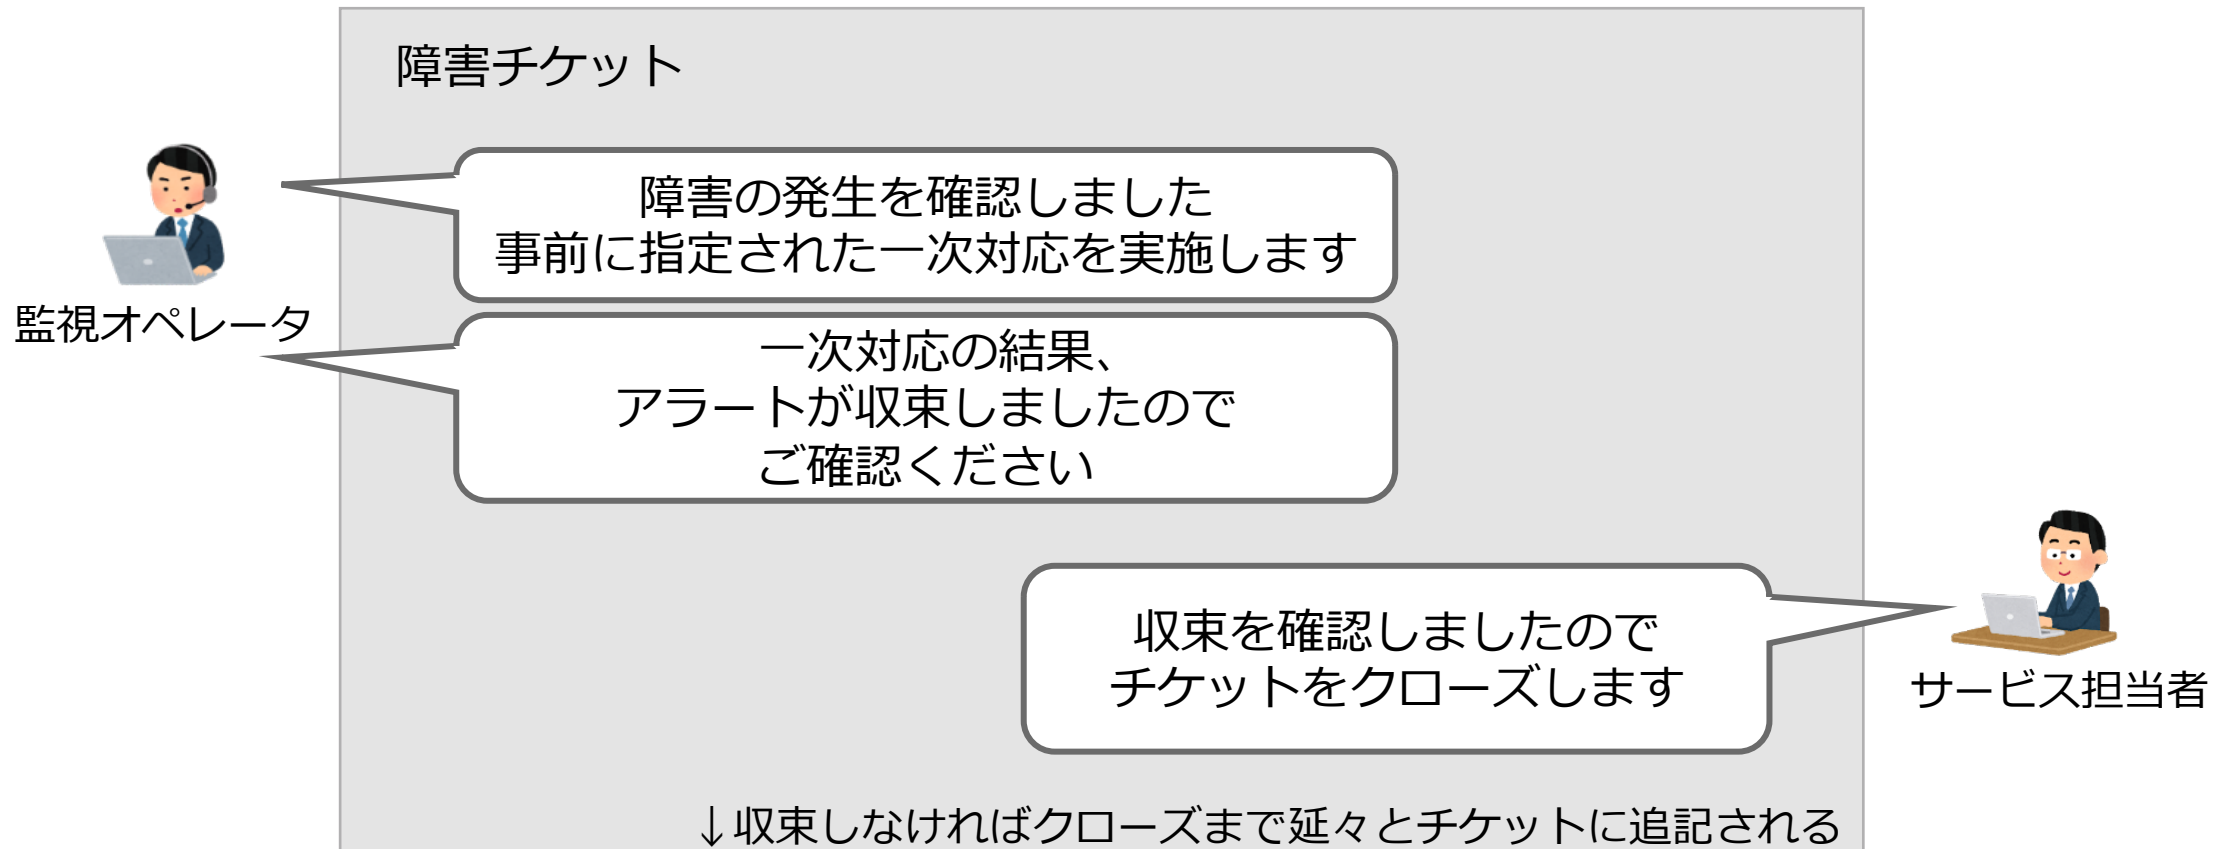 障害チケット
障害の発生を確認しました
事前に指定された一次対応を実施します
監視オペレータ
一次対応の結果、
アラートが収束しましたので
ご確認ください
収束を確認しましたので
チケットをクローズします
サービス担当者
↓収束しなければクローズまで延々とチケットに追記される